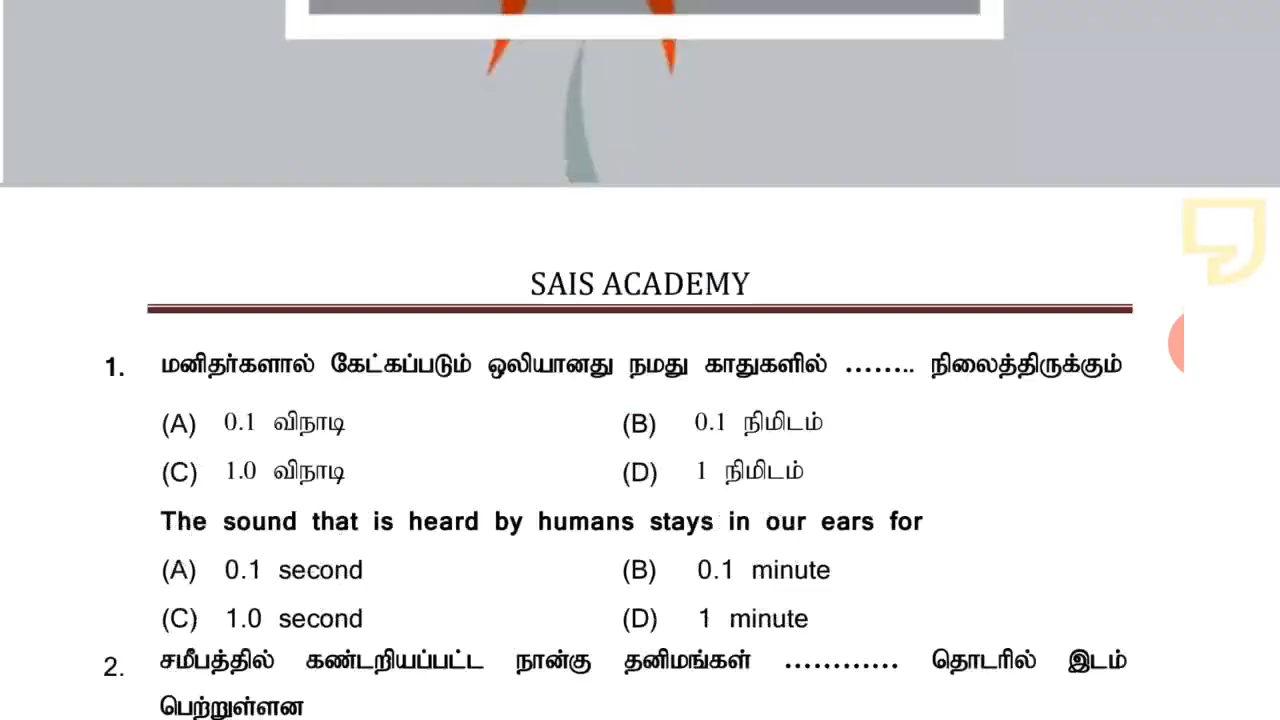 SAIS ACADEMY
1. மனிதர்களால் கேட்கப்படும் ஒலியானது நமது காதுகளில் …….. நிலைத்திருக்கும்
(A) 0.1 விநாடி (B) 0.1 நிமிடம்
(C) 1.0 விநாடி (D) 1 நிமிடம்
The sound that is heard by humans stays in our ears for
(A) 0.1 second (B) 0.1 minute
(C) 1.0 second (D) 1 minute
2. சமீபத்தில் கண்டறியப்பட்ட நான்கு தனிமங்கள் ………… தொடரில் இடம்
பெற்றுள்ளன